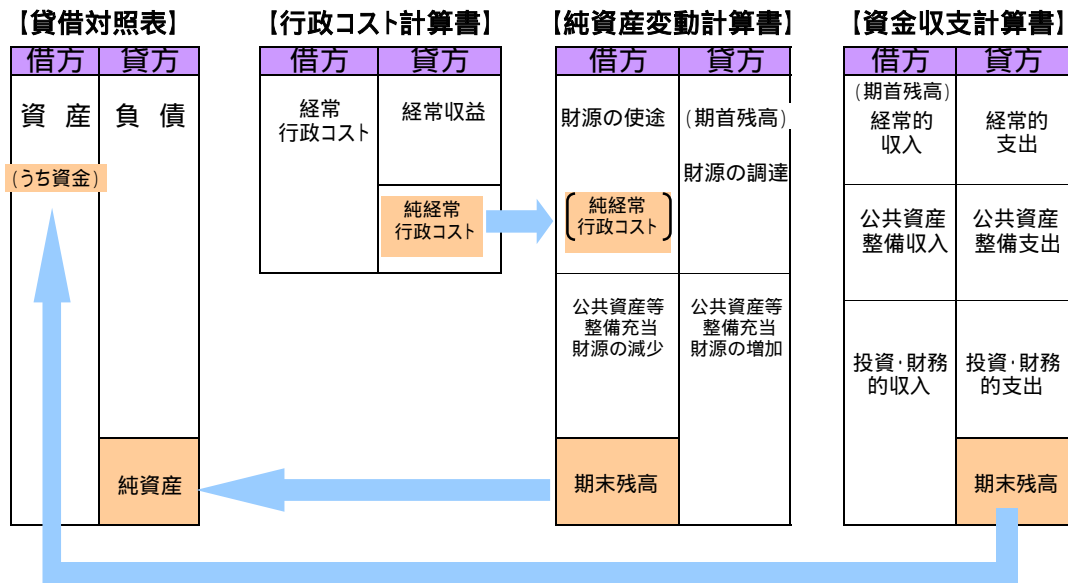 【貸借対照表】
借方 貸方
資 産 負 債
(うち資金)
純資産
【行政コスト計算書】
借方 貸方
経常
行政コスト
経常収益
純経常
行政コスト
【純資産変動計算書】
借方 貸方
財源の使途
(期首残高)
財源の調達
純経常
行政コスト
公共資産等
整備充当
財源の減少
公共資産等
整備充当
財源の増加
期末残高
【資金収支計算書】
借方 貸方
(期首残高)
経常的
収入
経常的
支出
公共資産
整備収入
公共資産
整備支出
投資・財務
的収入
投資・財務
的支出
期末残高